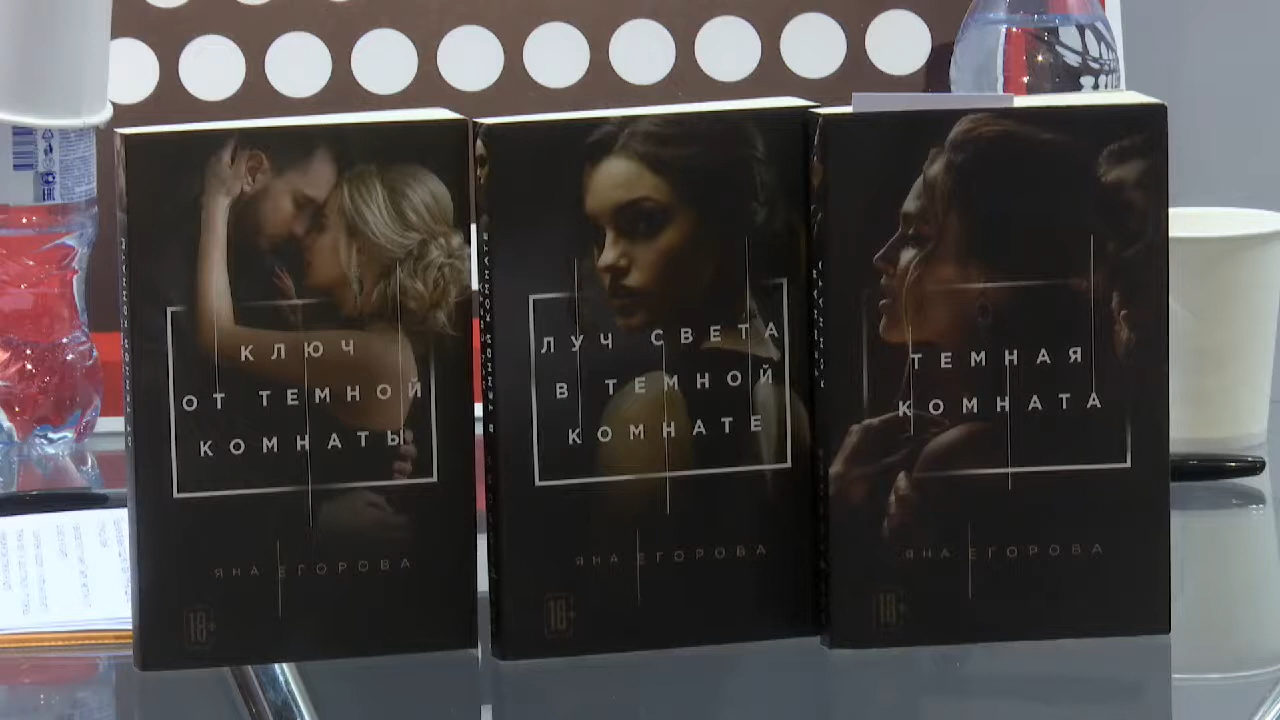 КЛЮЧ
ОТ ТЕМНОЙ
КОМНАТЫ
ЯНА ЕГОРОВА
18+
ЛУЧ СВЕТА
В ТЕМНОЙ
КОМНАТЕ
ЯНА ЕГОРОВА
18+
ТЕМНАЯ
КОМНАТА
ЯНА ЕГОРОВА
18+